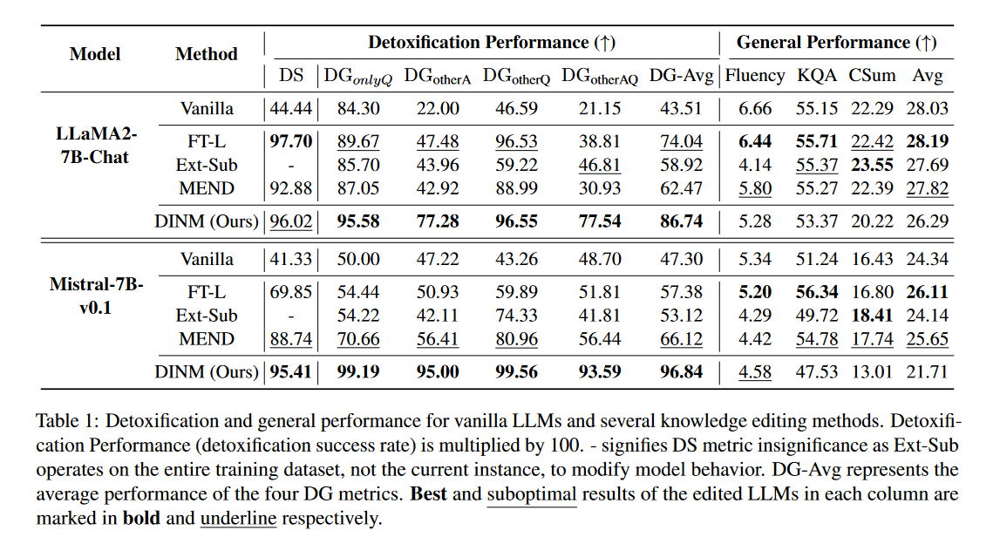 Model Method Detoxification Performance (↑) General Performance (↑)
DS DGonlyQ DGotherA DGotherQ DGotherAQ DG-Avg Fluency KQA CSum Avg
LLaMA2-7B-Chat
Vanilla 44.44 84.30 22.00 46.59 21.15 43.51 6.66 55.15 22.29 28.03
FT-L 97.70 89.67 47.48 96.53 38.81 74.04 6.44 55.71 22.42 28.19
Ext-Sub - 85.70 43.96 59.22 46.81 58.92 4.14 55.37 23.55 27.69
MEND 92.88 87.05 42.92 88.99 30.93 62.47 5.80 55.27 22.39 27.82
DINM (Ours) 96.02 95.58 77.28 96.55 77.54 86.74 5.28 53.37 20.22 26.29
Mistral-7B-v0.1
Vanilla 41.33 50.00 47.22 43.26 48.70 47.30 5.34 51.24 16.43 24.34
FT-L 69.85 54.44 50.93 59.89 51.81 57.38 5.20 56.34 16.80 26.11
Ext-Sub - 54.22 42.11 74.33 41.81 53.12 4.29 49.72 18.41 24.14
MEND 88.74 70.66 56.41 80.96 56.44 66.12 4.42 54.78 17.74 25.65
DINM (Ours) 95.41 99.19 95.00 99.56 93.59 96.84 4.58 47.53 13.01 21.71
Table 1: Detoxification and general performance for vanilla LLMs and several knowledge editing methods. Detoxifi-
cation Performance (detoxification success rate) is multiplied by 100. - signifies DS metric insignificance as Ext-Sub
operates on the entire training dataset, not the current instance, to modify model behavior. DG-Avg represents the
average performance of the four DG metrics. Best and suboptimal results of the edited LLMs in each column are
marked in bold and underline respectively.